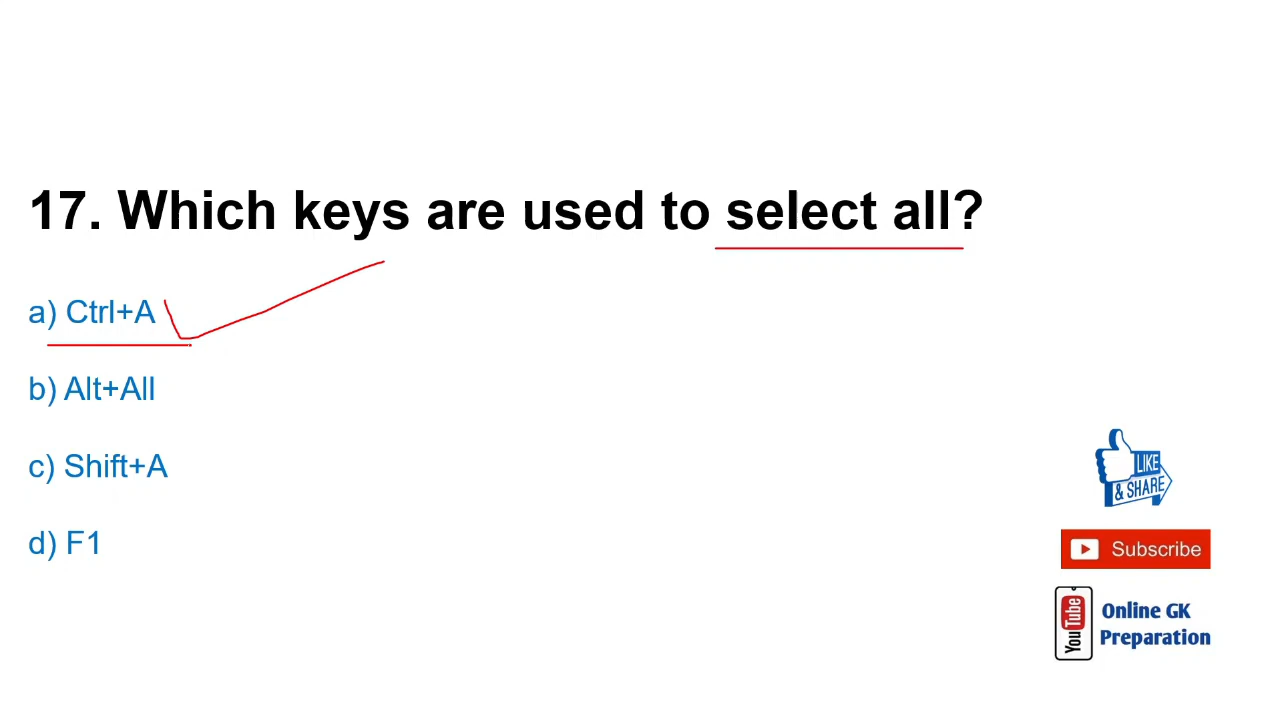 17. Which keys are used to select all?
a) Ctrl+A
b) Alt+All
c) Shift+A
d) F1
LIKE
& SHARE
Subscribe
YouTube
Online GK
Preparation